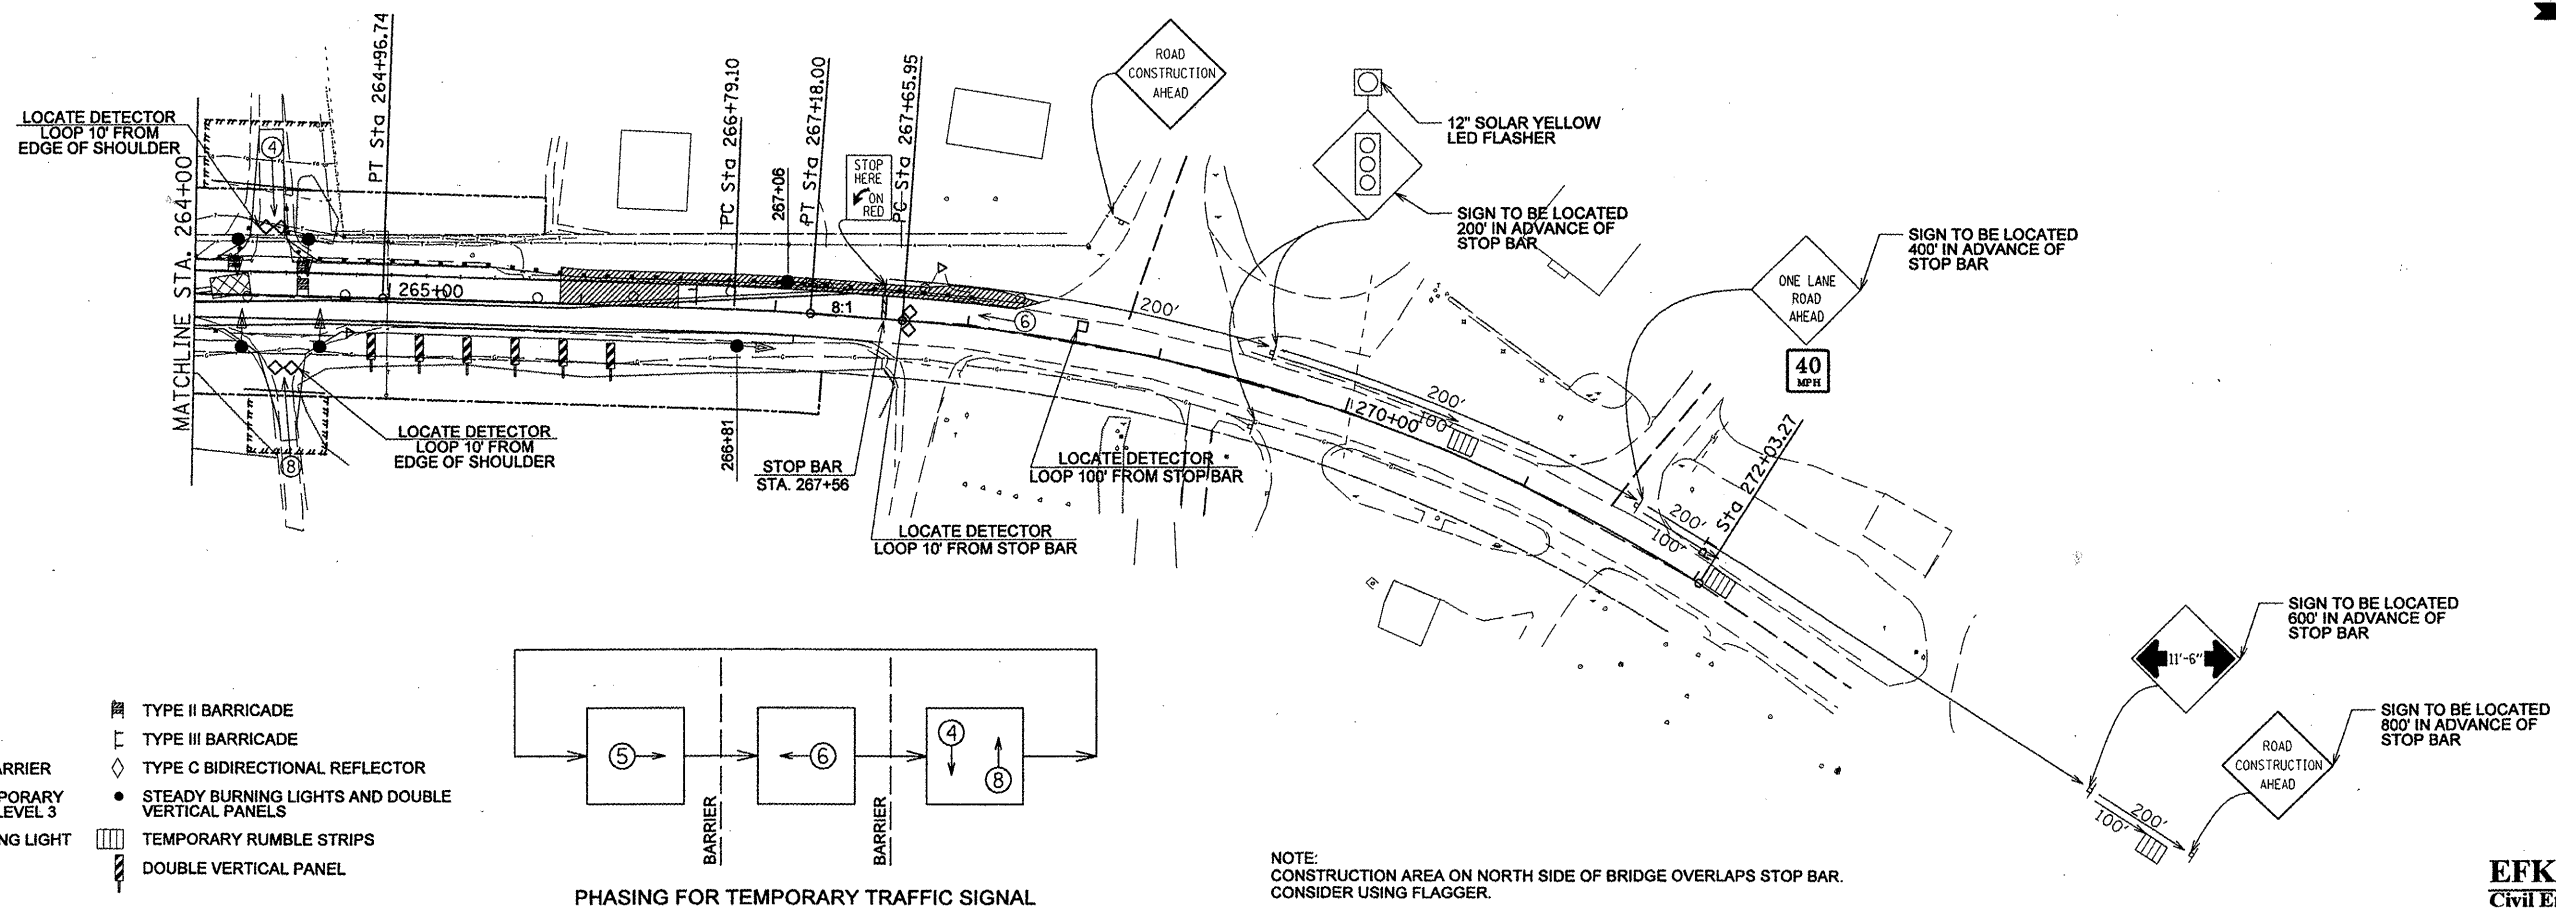 LOCATE DETECTOR
LOOP 10' FROM
EDGE OF SHOULDER
MATCHLINE STA. 264+00
4
PT Sta 264+96.74
265+00
PC Sta 266+79.10
267+06
PT Sta 267+18.00
STOP
HERE
ON
RED
PC Sta 267+65.95
8:1
6
ROAD
CONSTRUCTION
AHEAD
12" SOLAR YELLOW
LED FLASHER
SIGN TO BE LOCATED
200' IN ADVANCE OF
STOP BAR
SIGN TO BE LOCATED
400' IN ADVANCE OF
STOP BAR
ONE LANE
ROAD
AHEAD
40
MPH
200'
200'
100'
270+00
200'
100'
PT Sta 272+03.27
8
LOCATE DETECTOR
LOOP 10' FROM
EDGE OF SHOULDER
266+81
STOP BAR
STA. 267+56
LOCATE DETECTOR
LOOP 100' FROM STOP BAR
LOCATE DETECTOR
LOOP 10' FROM STOP BAR
11'-6"
SIGN TO BE LOCATED
600' IN ADVANCE OF
STOP BAR
ROAD
CONSTRUCTION
AHEAD
SIGN TO BE LOCATED
800' IN ADVANCE OF
STOP BAR
200'
100'
TYPE II BARRICADE
TYPE III BARRICADE
TYPE C BIDIRECTIONAL REFLECTOR
STEADY BURNING LIGHTS AND DOUBLE
VERTICAL PANELS
TEMPORARY RUMBLE STRIPS
DOUBLE VERTICAL PANEL
ARRIER
PORARY
LEVEL 3
NG LIGHT
5
6
4
8
BARRIER
BARRIER
PHASING FOR TEMPORARY TRAFFIC SIGNAL
NOTE:
CONSTRUCTION AREA ON NORTH SIDE OF BRIDGE OVERLAPS STOP BAR.
CONSIDER USING FLAGGER.
EFK
Civil E